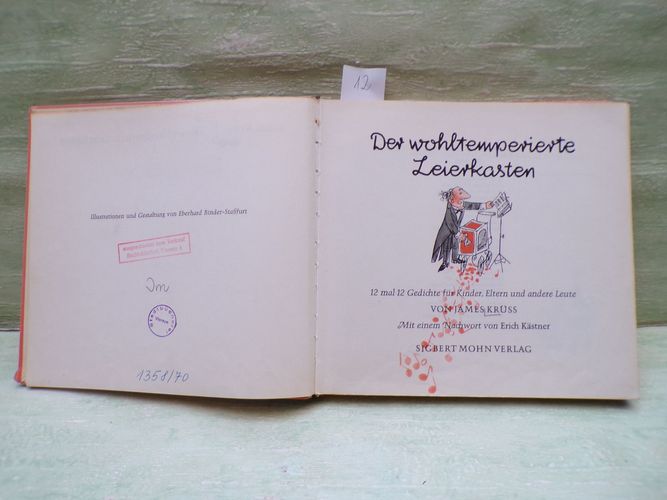 12
Illustrationen und Gestaltung von Eberhard Binder-Staßfurt
Jm
1358/70
Der wohltemperierte
Leierkasten
12 mal 12 Gedichte für Kinder, Eltern und andere Leute
VON JAMES KRÜSS
Mit einem Nachwort von Erich Kästner
SIGBERT MOHN VERLAG